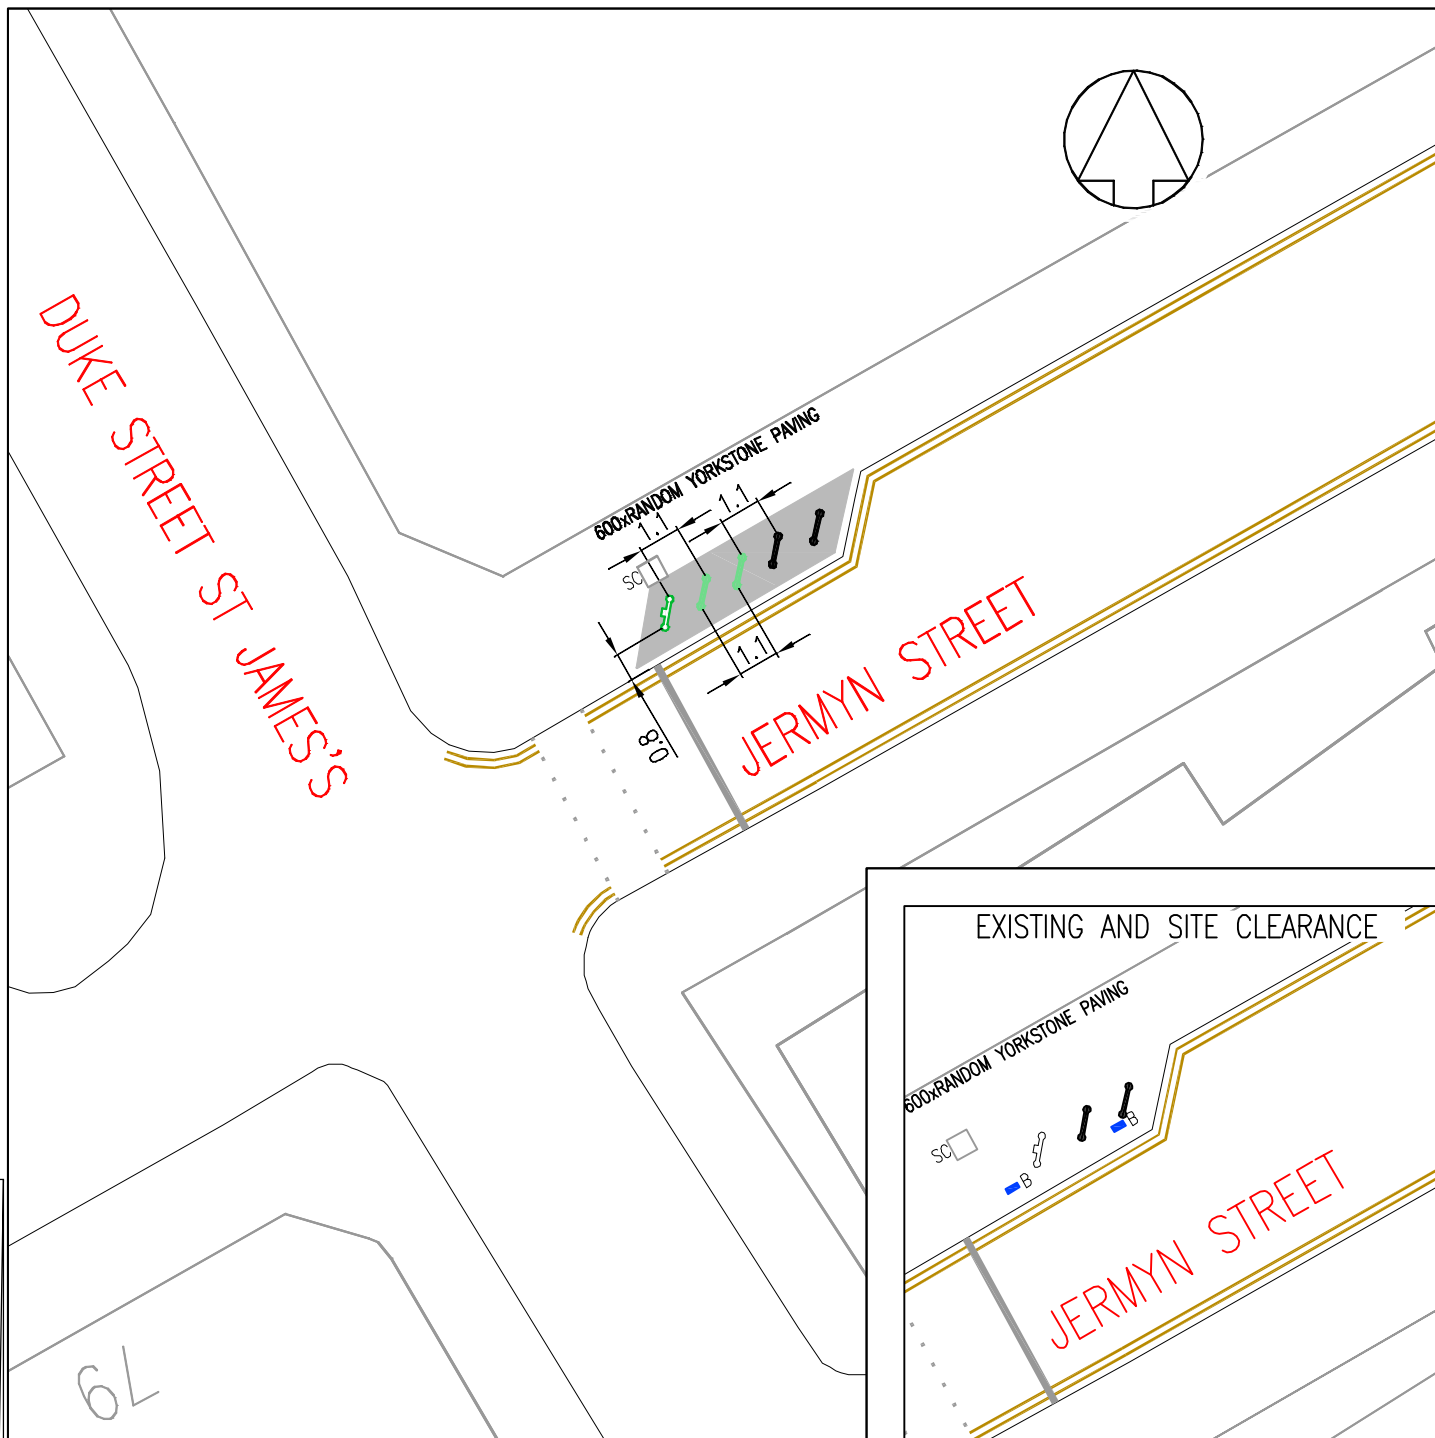 DUKE STREET ST JAMES'S
600xRANDOM YORKSTONE PAVING
1.1
1.1
SC
1.1
0.8
JERMYN STREET
79
EXISTING AND SITE CLEARANCE
600xRANDOM YORKSTONE PAVING
SC
B
B
JERMYN STREET